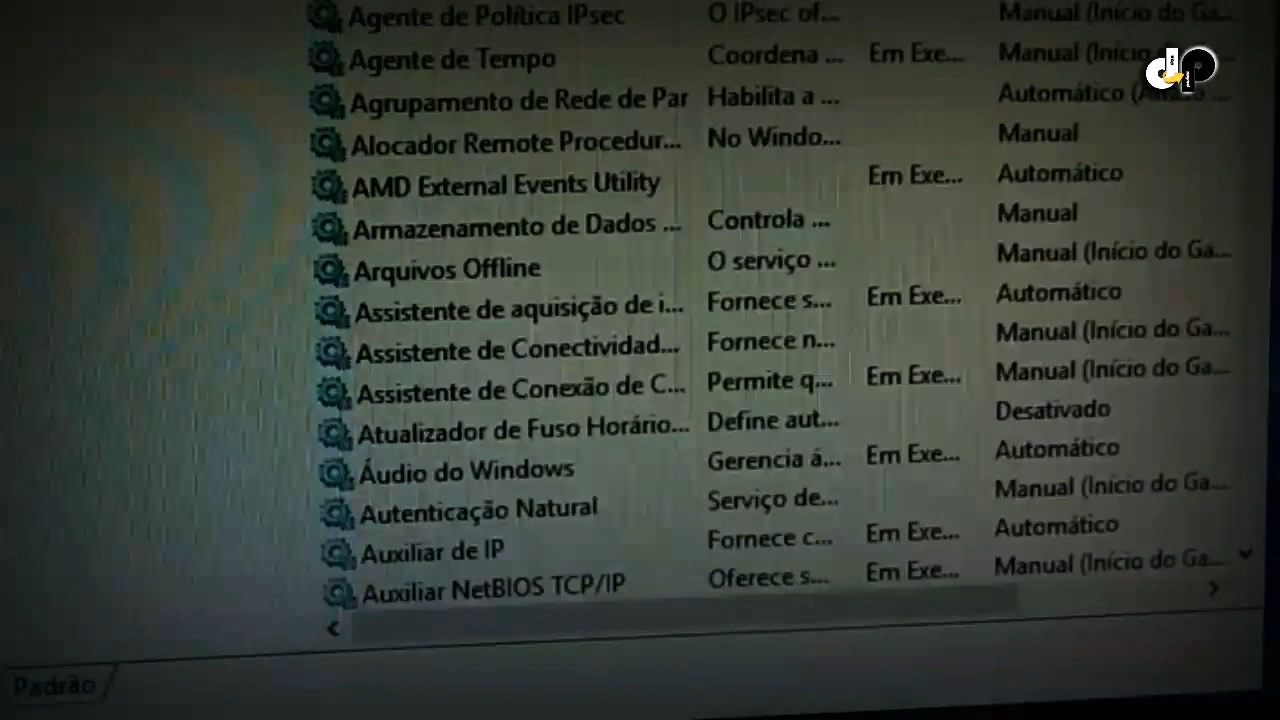 Agente de Política IPsec O IPsec of... Manual (Início do Ga...
Agente de Tempo Coordena ... Em Exe... Manual (Início do Ga...
Agrupamento de Rede de Par Habilita a ... Automático
Alocador Remote Procedur... No Windo... Manual
AMD External Events Utility Em Exe... Automático
Armazenamento de Dados ... Controla ... Manual
Arquivos Offline O serviço ... Manual (Início do Ga...
Assistente de aquisição de i... Fornece s... Em Exe... Automático
Assistente de Conectividad... Fornece n... Manual (Início do Ga...
Assistente de Conexão de C... Permite q... Em Exe... Manual (Início do Ga...
Atualizador de Fuso Horário... Define aut... Desativado
Áudio do Windows Gerencia á... Em Exe... Automático
Autenticação Natural Serviço de... Manual (Início do Ga...
Auxiliar de IP Fornece c... Em Exe... Automático
Auxiliar NetBIOS TCP/IP Oferece s... Em Exe... Manual (Início do Ga...
Padrão
dp